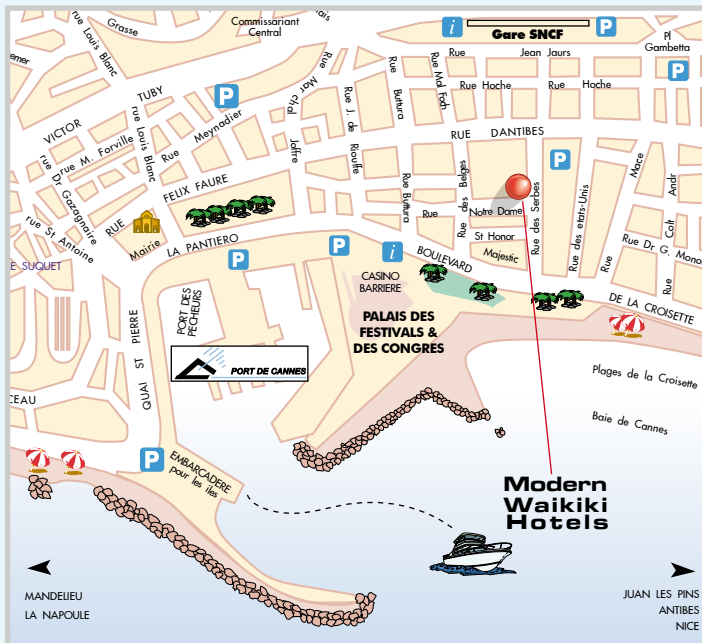 Commissariant
Central
Grasse
rue Louis Blanc
i
Gare SNCF
P
Pl
Gambetta
P
Rue Jean Jaurs
Rue Hoche Rue Hoche
Rue Mal Foch
Rue Buttura
Rue Mar chal
Joffre
Rue J. de
Riouffe
P
VICTOR TUBY
rue M. Forville
rue Louis Blanc
Rue Meynadier
rue Dr Gazagnaire
rue St Antoine
RUE DANTIBES
P
RUE FELIX FAURE
Mairie
LA PANTIERO
Rue Buttura
Rue Notre Dame
Rue des Belges
Rue des Serbes
Rue des etats-Unis
Mace
Andr
Colt
Rue
Rue Dr G. Mono
St Honor
Majestic
E SUQUET
P
P
i
BOULEVARD
DE LA CROISETTE
CASINO
BARRIERE
PALAIS DES
FESTIVALS &
DES CONGRES
PORT DES
PECHEURS
PORT DE CANNES
QUAI ST PIERRE
CEAU
Plages de la Croisette
Baie de Cannes
P
EMBARCADERE
pour les iles
Modern
Waikiki
Hotels
MANDELIEU
LA NAPOULE
JUAN LES PINS
ANTIBES
NICE